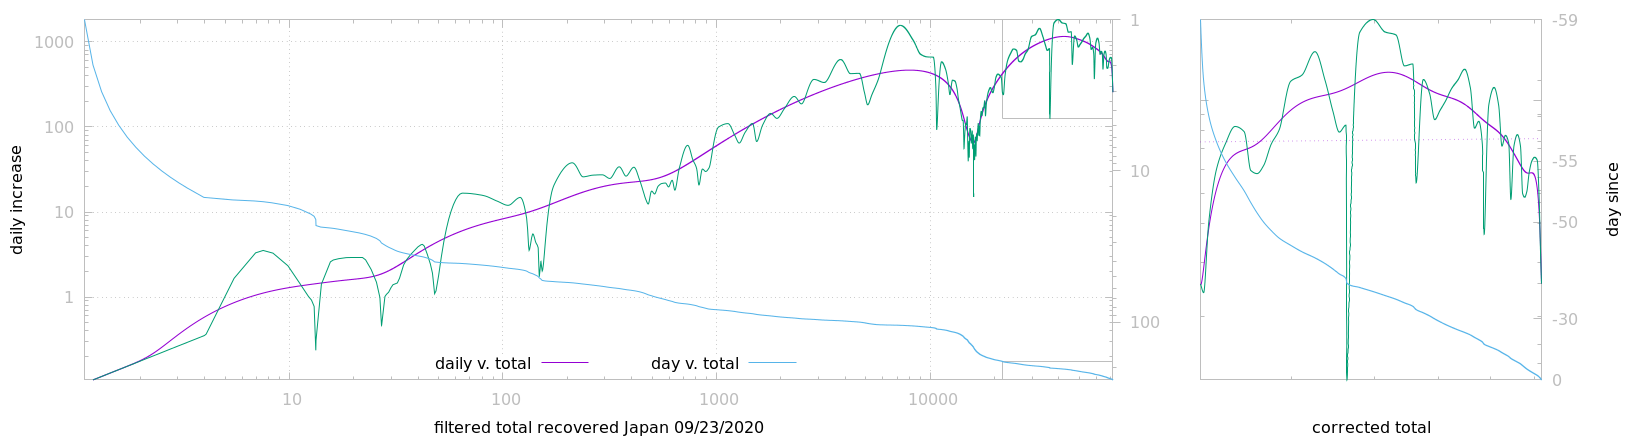 1000
100
10
1
daily increase
daily v. total
day v. total
10
100
1000
10000
filtered total recovered Japan 09/23/2020
1
10
100
-59
-55
-50
-30
0
day since
corrected total